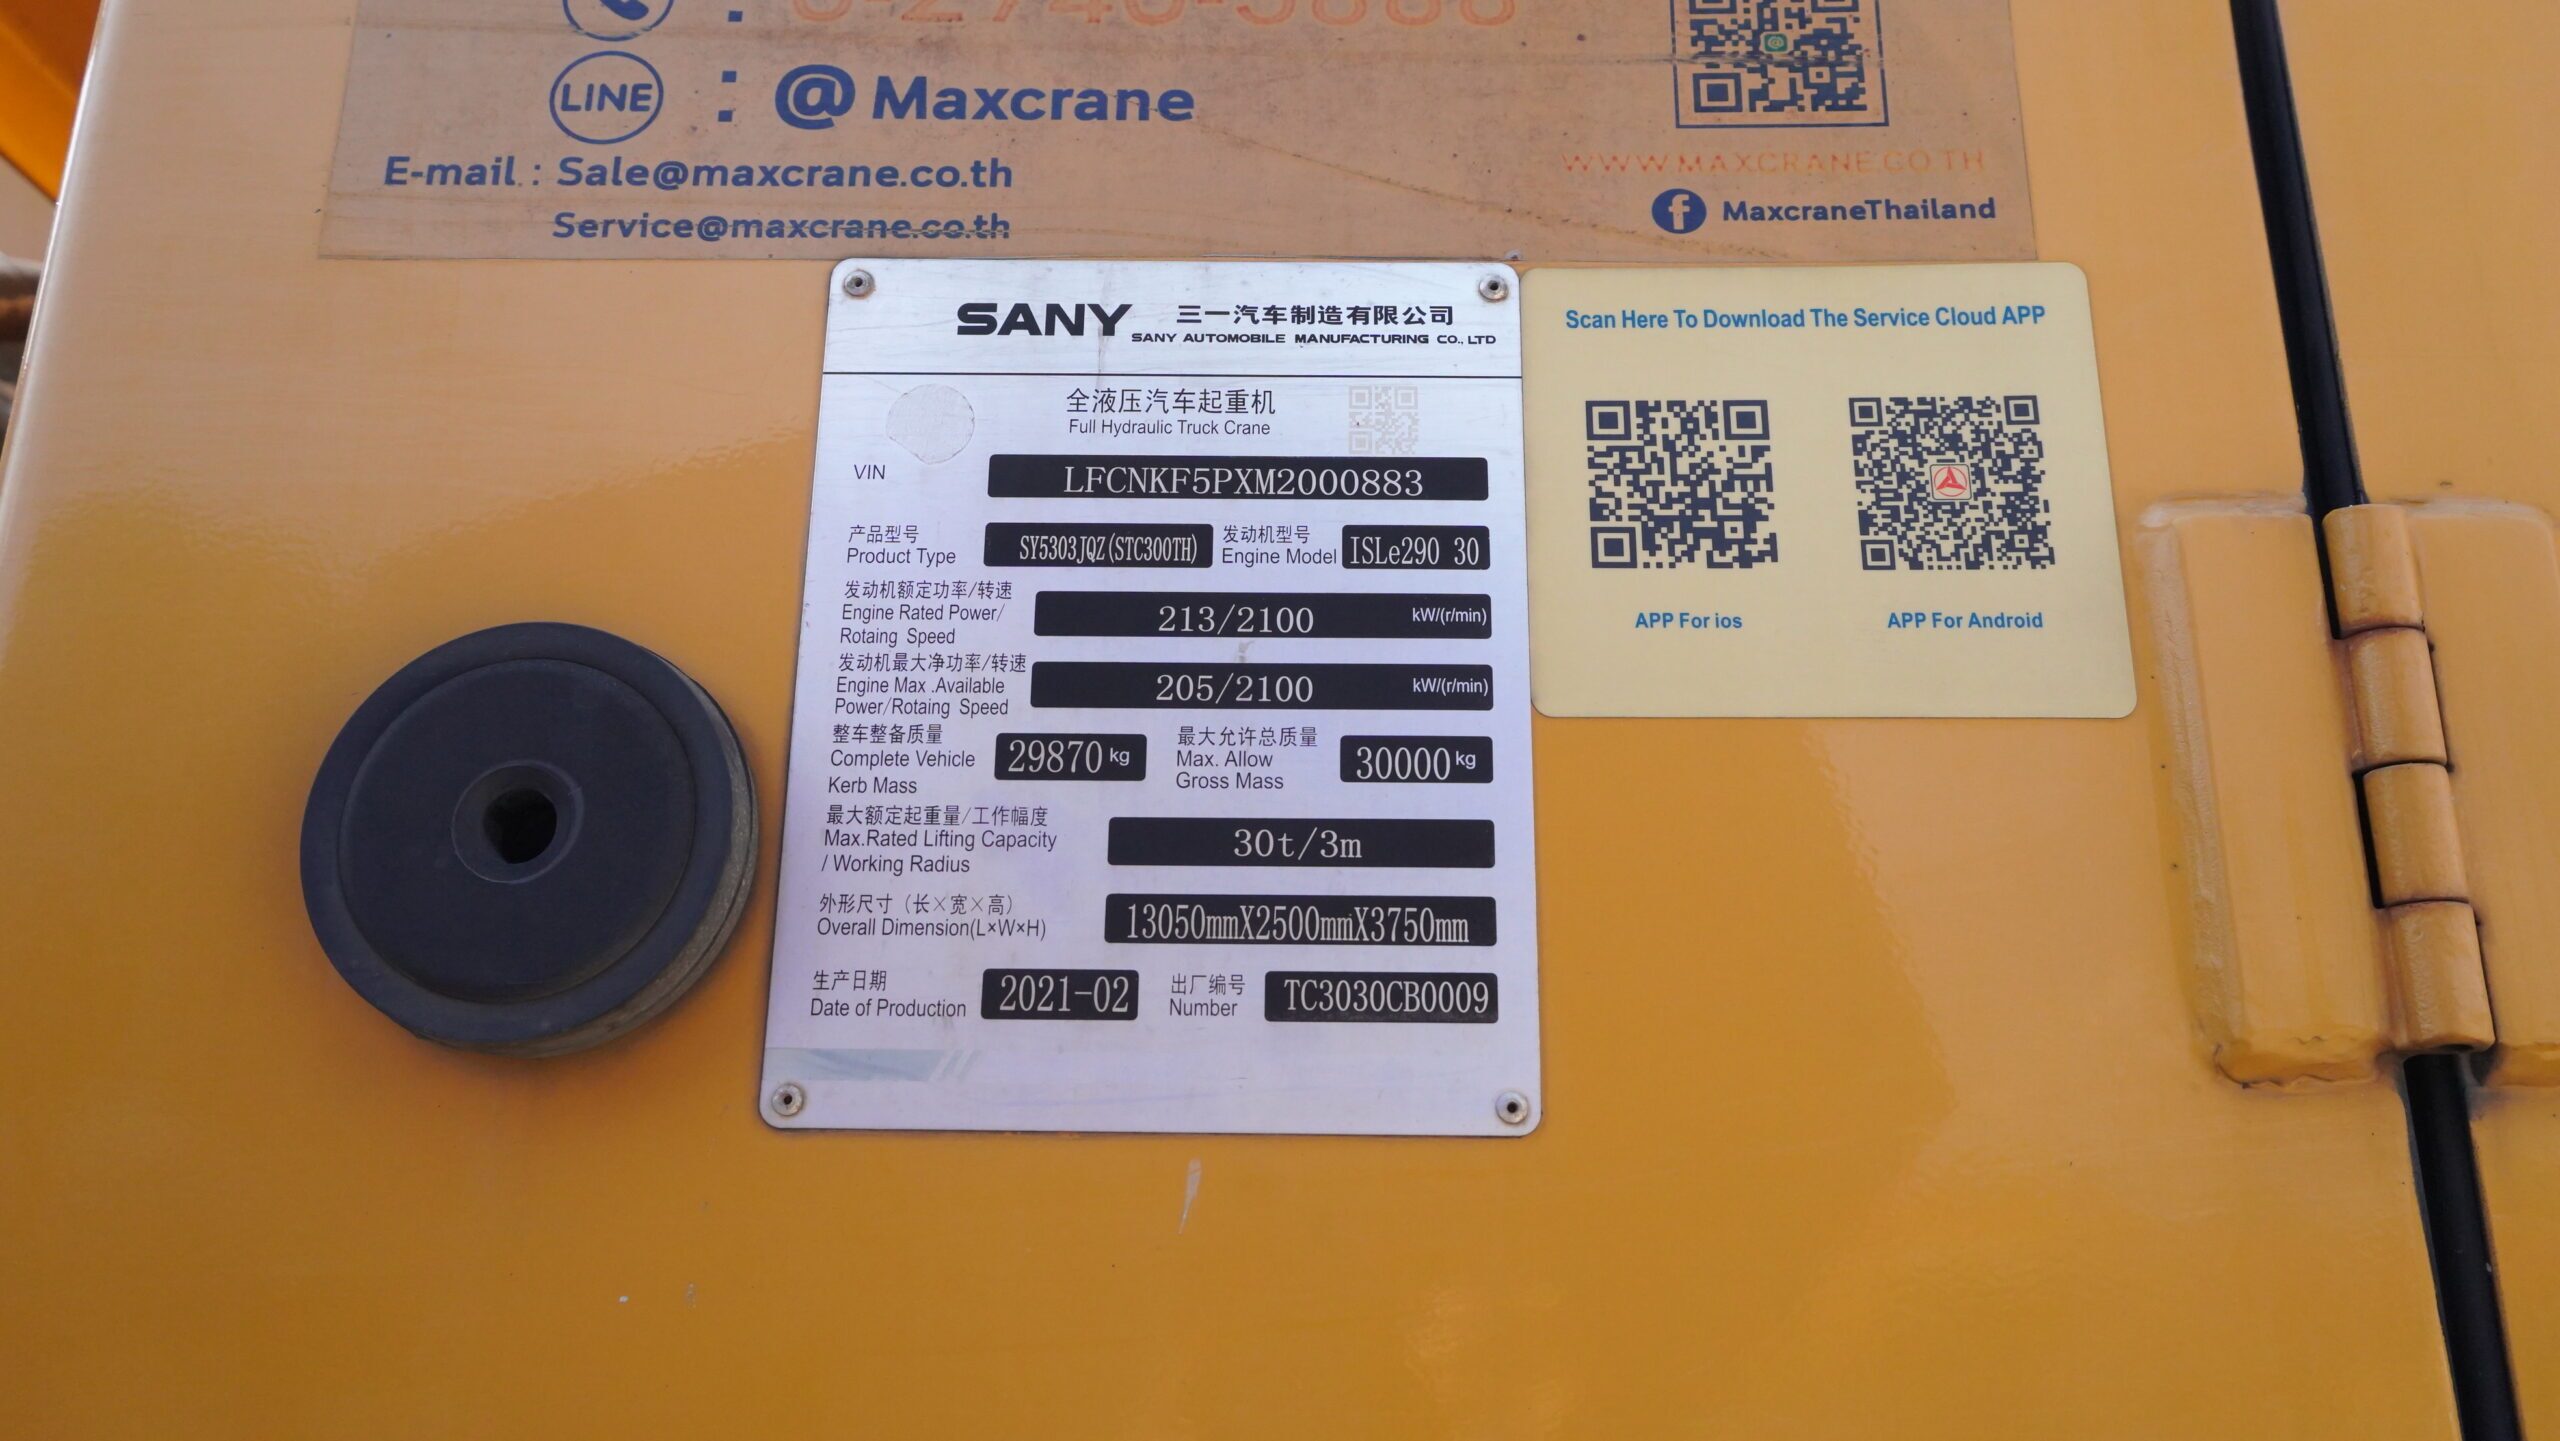 LINE : @Maxcrane
E-mail : Sale@maxcrane.co.th
Service@maxcrane.co.th
WWW.MAXCRANE.CO.TH
MaxcraneThailand
SANY 三一汽车制造有限公司
SANY AUTOMOBILE MANUFACTURING CO., LTD
全液压汽车起重机
Full Hydraulic Truck Crane
VIN LFCNKF5PXM2000883
产品型号 发动机型号
Product Type SY5303JQZ(STC300TH) Engine Model ISLe290 30
发动机额定功率/转速
Engine Rated Power/ 213/2100 kW/(r/min)
Rotaing Speed
发动机最大净功率/转速
Engine Max .Available 205/2100 kW/(r/min)
Power/Rotaing Speed
整车整备质量 最大允许总质量
Complete Vehicle 29870 kg Max. Allow 30000 kg
Kerb Mass Gross Mass
最大额定起重量/工作幅度
Max.Rated Lifting Capacity 30t/3m
/ Working Radius
外形尺寸（长×宽×高）
Overall Dimension(L×W×H) 13050mmX2500mmX3750mm
生产日期 出厂编号
Date of Production 2021-02 Number TC3030CB0009
Scan Here To Download The Service Cloud APP
APP For ios APP For Android